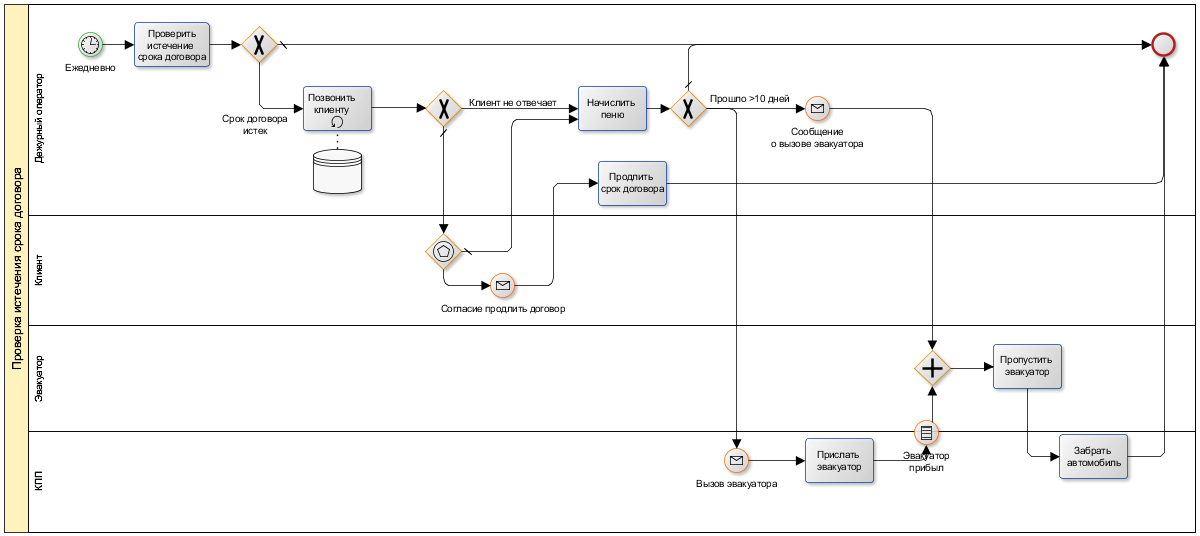 Проверка истечения срока договора
Дежурный оператор
Ежедневно
Проверить
истечение
срока договора
Срок договора
истек
Позвонить
клиенту
Клиент не отвечает
Начислить
пеню
Прошло >10 дней
Сообщение
о вызове эвакуатора
Продлить
срок договора
Клиент
Согласие продлить договор
Эвакуатор
Пропустить
эвакуатор
КПП
Вызов эвакуатора
Прислать
эвакуатор
Эвакуатор
прибыл
Забрать
автомобиль